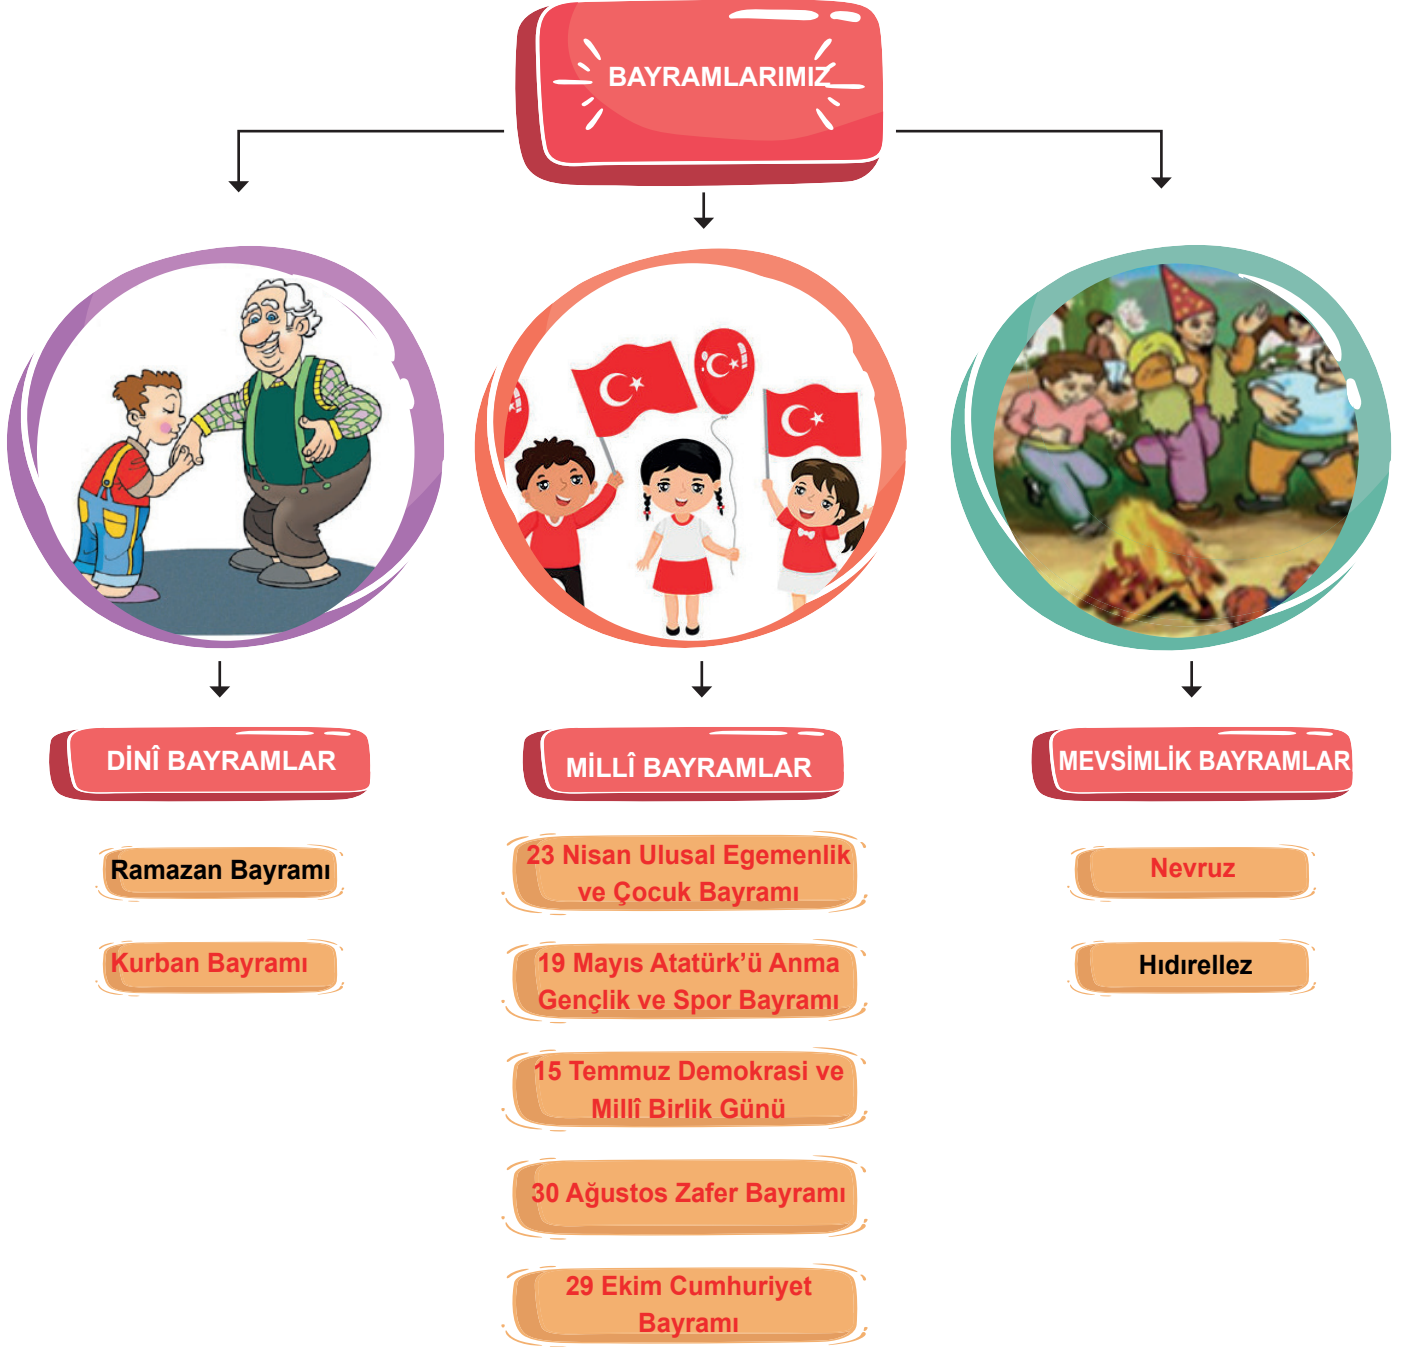 BAYRAMLARIMIZ
DİNÎ BAYRAMLAR
Ramazan Bayramı
Kurban Bayramı
MİLLÎ BAYRAMLAR
23 Nisan Ulusal Egemenlik
ve Çocuk Bayramı
19 Mayıs Atatürk’ü Anma
Gençlik ve Spor Bayramı
15 Temmuz Demokrasi ve
Millî Birlik Günü
30 Ağustos Zafer Bayramı
29 Ekim Cumhuriyet
Bayramı
MEVSİMLİK BAYRAMLAR
Nevruz
Hıdırellez